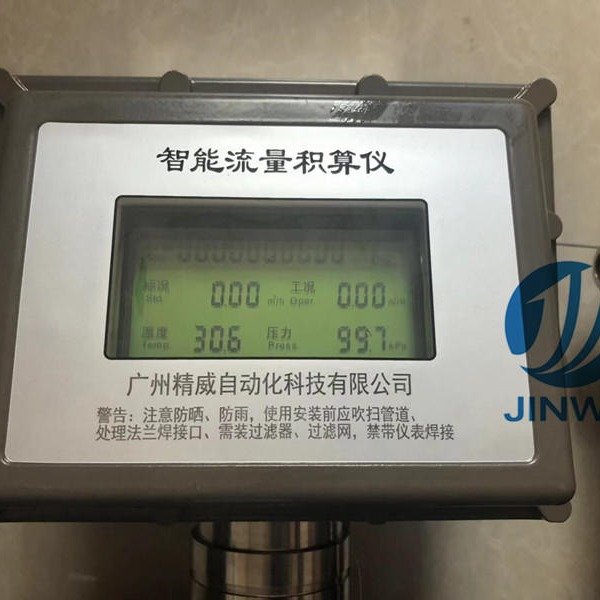 智能流量积算仪
标况 000 工况 000
Std m³/h Oper
温度 30.6 压力 99.7
Temp Press kPa
广州精威自动化科技有限公司
警告：注意防晒、防雨，使用安装前应吹扫管道、
处理法兰焊接口、需装过滤器、过滤网，禁带仪表焊接
JINW